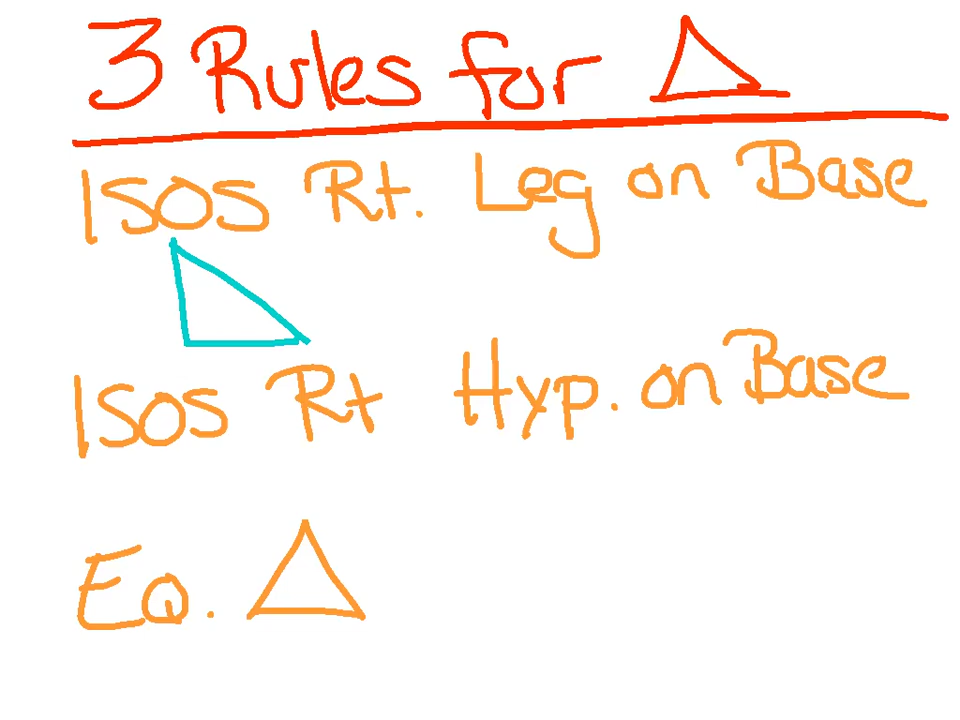 3 Rules for △
ISOS Rt. Leg on Base
ISOS Rt Hyp. on Base
EQ. △